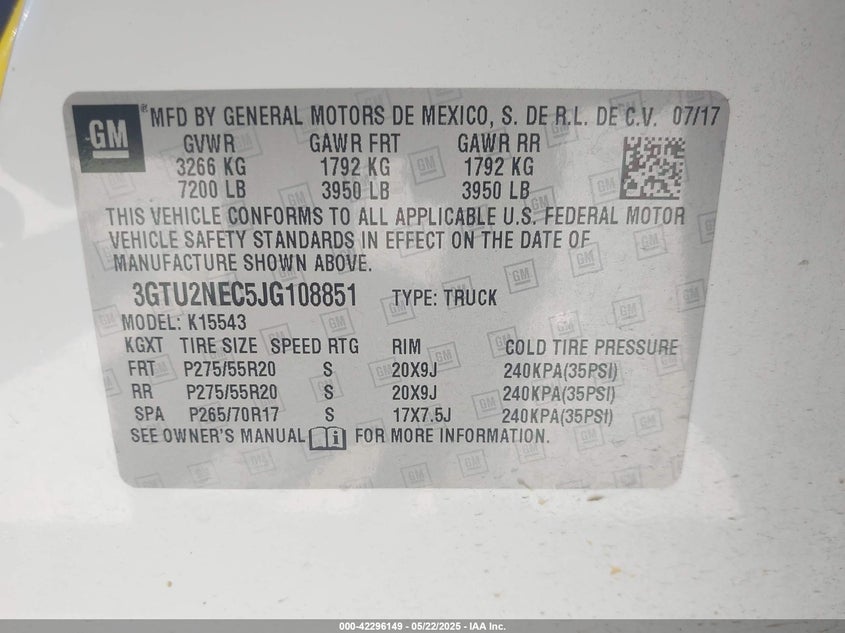 GM ® MFD BY GENERAL MOTORS DE MEXICO, S. DE R.L. DE C.V. 07/17
GVWR GAWR FRT GAWR RR
3266 KG 1792 KG 1792 KG
7200 LB 3950 LB 3950 LB
THIS VEHICLE CONFORMS TO ALL APPLICABLE U.S. FEDERAL MOTOR
VEHICLE SAFETY STANDARDS IN EFFECT ON THE DATE OF
MANUFACTURE SHOWN ABOVE.
3GTU2NEC5JG108851 TYPE: TRUCK
MODEL: K15543
KGXT TIRE SIZE SPEED RTG RIM COLD TIRE PRESSURE
FRT P275/55R20 S 20X9J 240KPA(35PSI)
RR P275/55R20 S 20X9J 240KPA(35PSI)
SPA P265/70R17 S 17X7.5J 240KPA(35PSI)
SEE OWNER'S MANUAL FOR MORE INFORMATION.
000-42296149 - 05/22/2025 - IAA Inc.